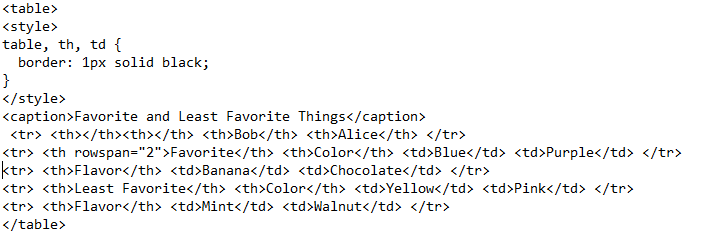 <table>
<style>
table, th, td {
  border: 1px solid black;
}
</style>
<caption>Favorite and Least Favorite Things</caption>
 <tr> <th></th><th></th> <th>Bob</th> <th>Alice</th> </tr>
<tr> <th rowspan="2">Favorite</th> <th>Color</th> <td>Blue</td> <td>Purple</td> </tr>
<tr> <th>Flavor</th> <td>Banana</td> <td>Chocolate</td> </tr>
<tr> <th>Least Favorite</th> <th>Color</th> <td>Yellow</td> <td>Pink</td> </tr>
<tr> <th>Flavor</th> <td>Mint</td> <td>Walnut</td> </tr>
</table>